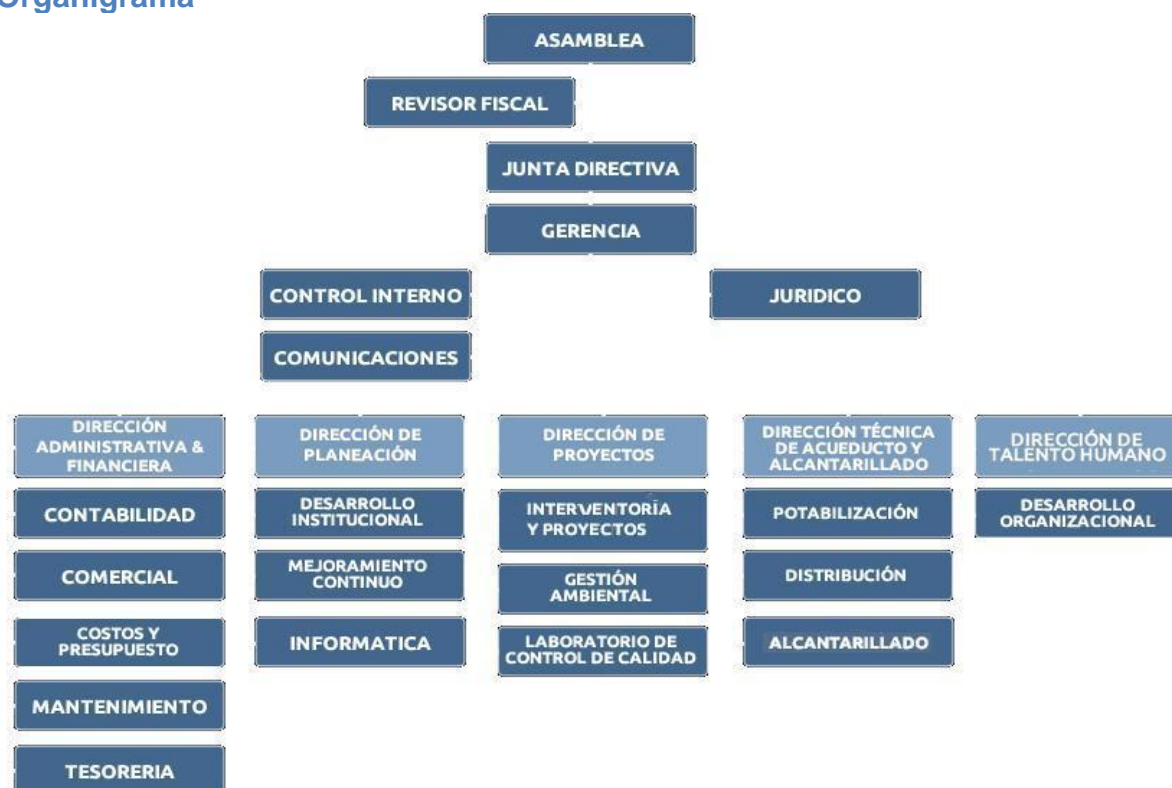 Organigrama
ASAMBLEA
REVISOR FISCAL
JUNTA DIRECTIVA
GERENCIA
CONTROL INTERNO
JURIDICO
COMUNICACIONES
DIRECCIÓN
ADMINISTRATIVA &
FINANCIERA
CONTABILIDAD
COMERCIAL
COSTOS Y
PRESUPUESTO
MANTENIMIENTO
TESORERIA
DIRECCIÓN DE
PLANEACIÓN
DESARROLLO
INSTITUCIONAL
MEJORAMIENTO
CONTINUO
INFORMATICA
DIRECCIÓN DE
PROYECTOS
INTERVENTORÍA
Y PROYECTOS
GESTIÓN
AMBIENTAL
LABORATORIO DE
CONTROL DE CALIDAD
DIRECCIÓN TÉCNICA
DE ACUEDUCTO Y
ALCANTARILLADO
POTABILIZACIÓN
DISTRIBUCIÓN
ALCANTARILLADO
DIRECCIÓN DE
TALENTO HUMANO
DESARROLLO
ORGANIZACIONAL